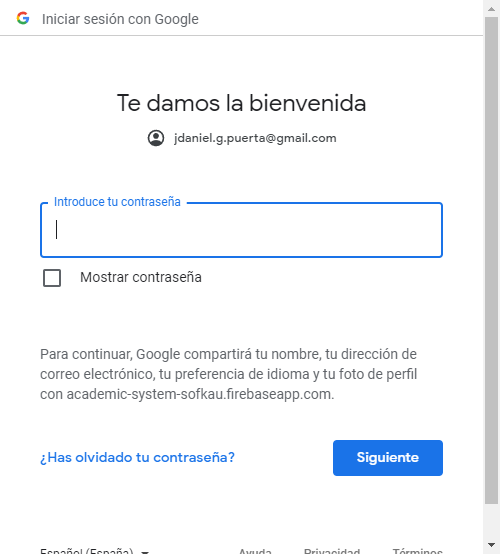 Iniciar sesión con Google
Te damos la bienvenida
jdaniel.g.puerta@gmail.com
Introduce tu contraseña
Mostrar contraseña
Para continuar, Google compartirá tu nombre, tu dirección de
correo electrónico, tu preferencia de idioma y tu foto de perfil
con academic-system-sofkau.firebaseapp.com.
¿Has olvidado tu contraseña? Siguiente
Español (España) Ayuda Privacidad Términos